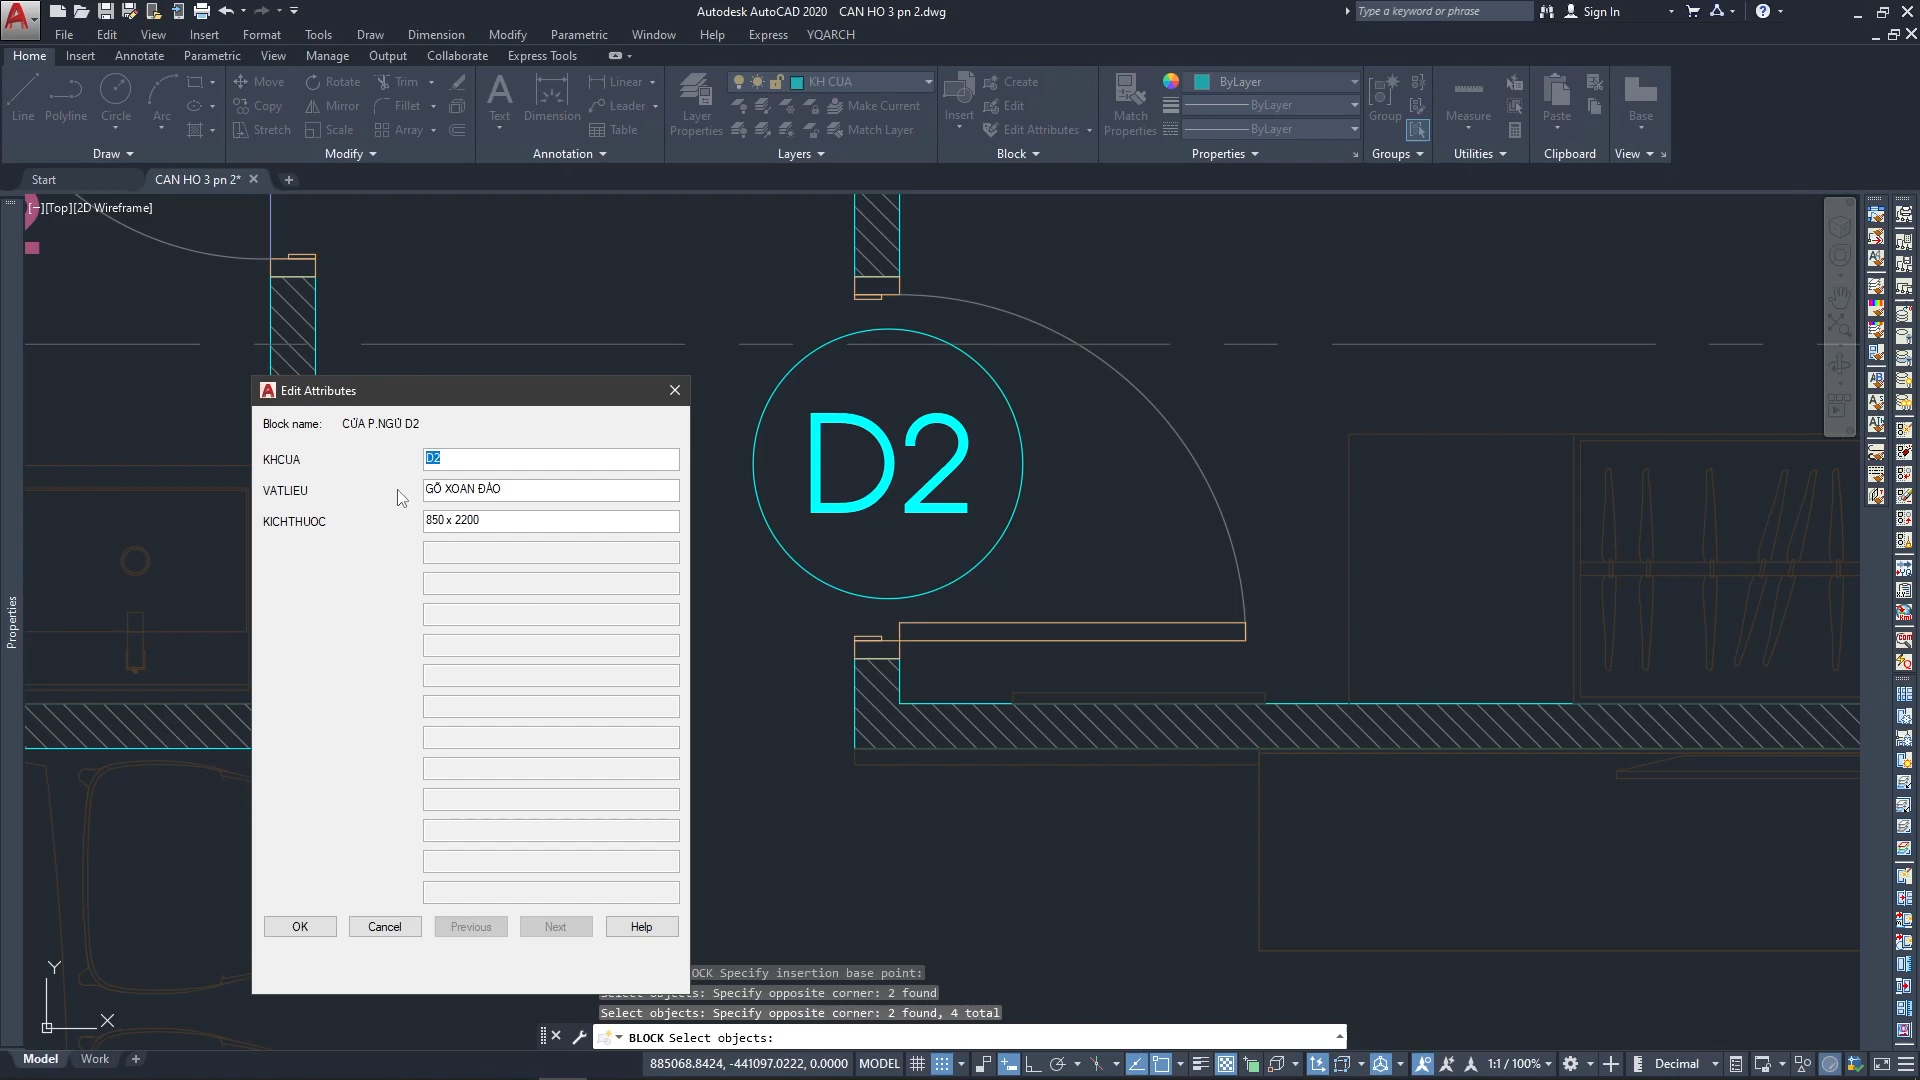 Autodesk AutoCAD 2020 CAN HO 3 pn 2.dwg
Type a keyword or phrase
Sign In
File Edit View Insert Format Tools Draw Dimension Modify Parametric Window Help Express YQARCH
Home Insert Annotate Parametric View Manage Output Collaborate Express Tools
Line Polyline Circle Arc
Move Rotate Trim
Copy Mirror Fillet
Stretch Scale Array
Text Dimension
Linear
Leader
Table
Layer Properties
KH CUA
Make Current
Match Layer
Insert
Create
Edit
Edit Attributes
Match Properties
ByLayer
ByLayer
ByLayer
Group
Measure
Paste
Base
Draw Modify Annotation Layers Block Properties Groups Utilities Clipboard View
Start CAN HO 3 pn 2*
[−][Top][2D Wireframe]
Properties
D2
Edit Attributes
Block name: CỬA P.NGỦ D2
KHCUA D2
VATLIEU GỖ XOAN ĐÀO
KICHTHUOC 850 x 2200
OK Cancel Previous Next Help
Y
X
OCK Specify insertion base point:
Select objects: Specify opposite corner: 2 found
Select objects: Specify opposite corner: 2 found, 4 total
BLOCK Select objects:
Model Work
885068.8424, -441097.0222, 0.0000 MODEL
1:1 / 100%
Decimal